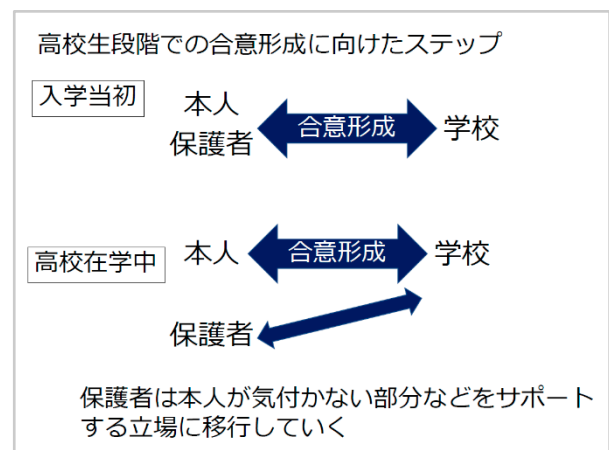 高校生段階での合意形成に向けたステップ
入学当初
本人
保護者
合意形成
学校
高校在学中
本人
合意形成
学校
保護者
保護者は本人が気付かない部分などをサポート
する立場に移行していく